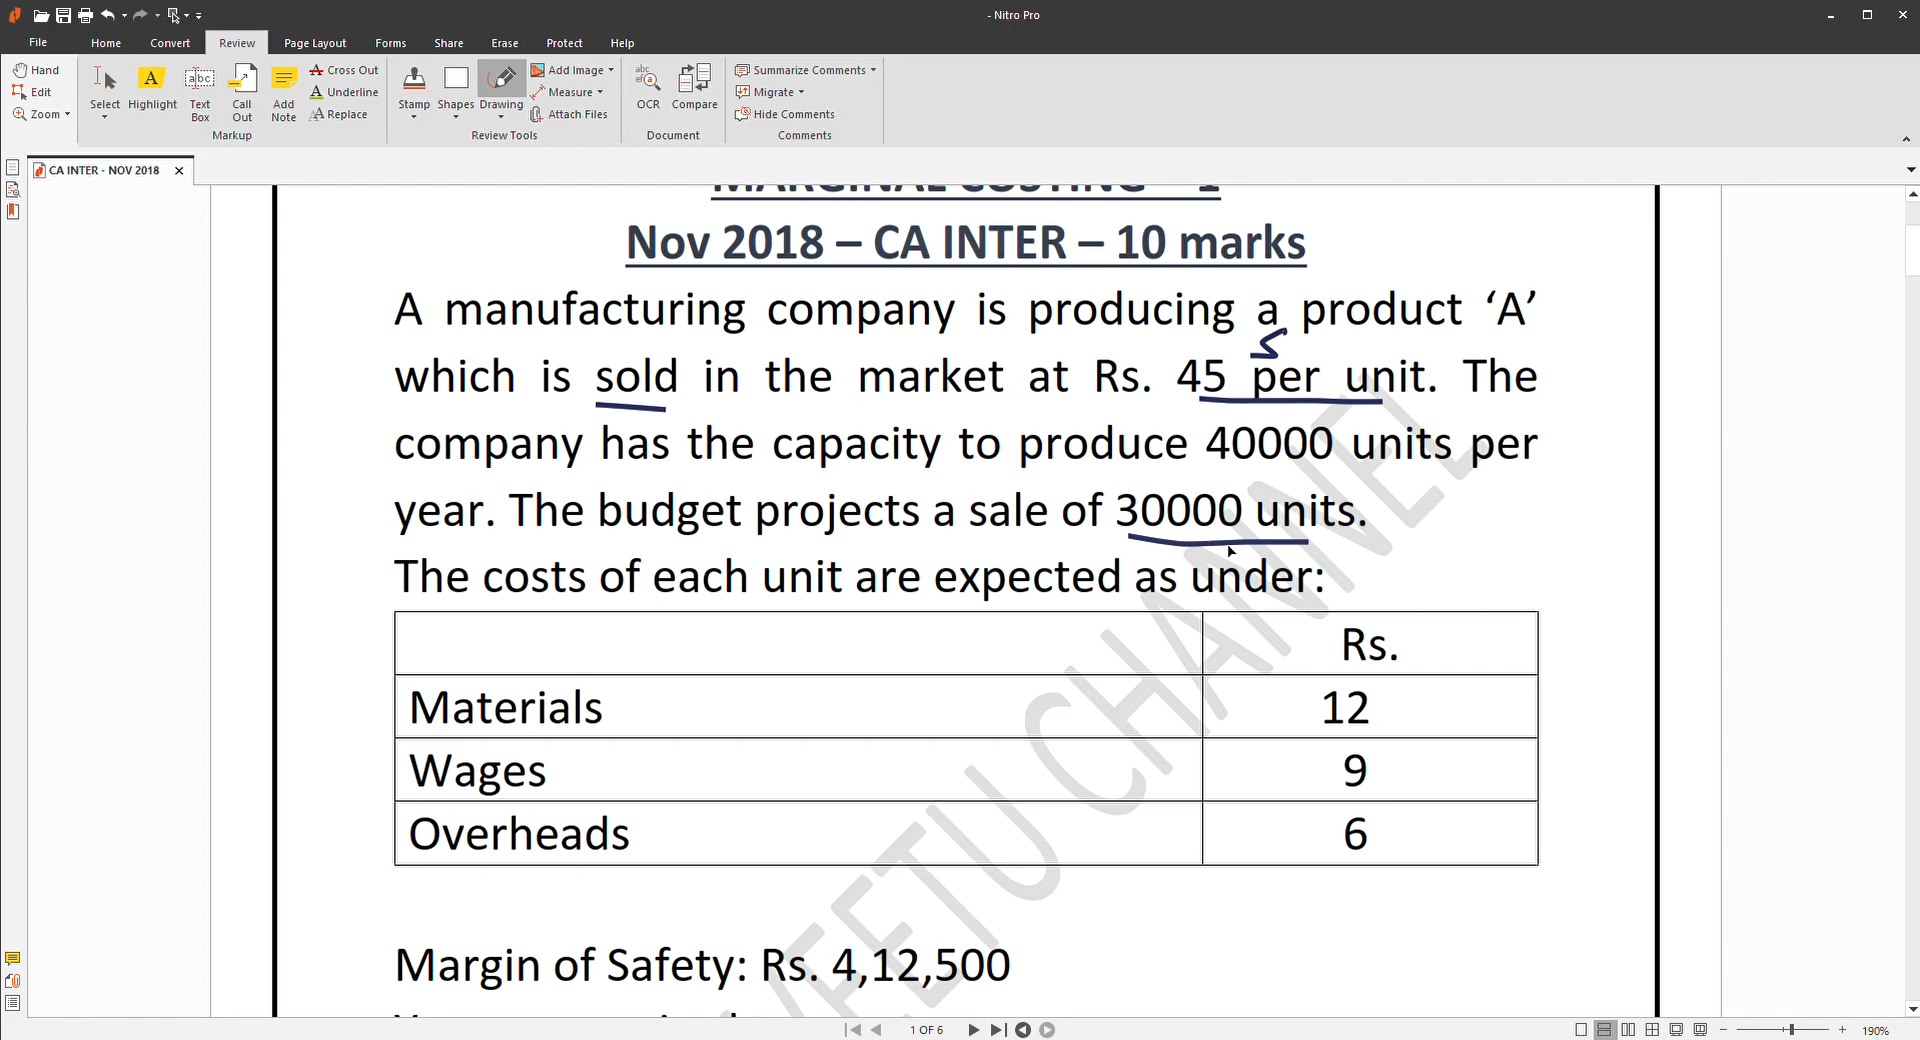 - Nitro Pro
File Home Convert Review Page Layout Forms Share Erase Protect Help
Hand
Edit
Zoom
Select
Highlight
Text Box
Call Out
Add Note
Cross Out
Underline
Replace
Markup
Stamp
Shapes
Drawing
Add Image
Measure
Attach Files
Review Tools
OCR
Compare
Document
Summarize Comments
Migrate
Hide Comments
Comments
CA INTER - NOV 2018
MARGINAL COSTING – 1
Nov 2018 – CA INTER – 10 marks
A manufacturing company is producing a product ‘A’
S
which is sold in the market at Rs. 45 per unit. The
company has the capacity to produce 40000 units per
year. The budget projects a sale of 30000 units.
The costs of each unit are expected as under:
Rs.
Materials 12
Wages 9
Overheads 6
Margin of Safety: Rs. 4,12,500
CHANNEL
1 OF 6
190%